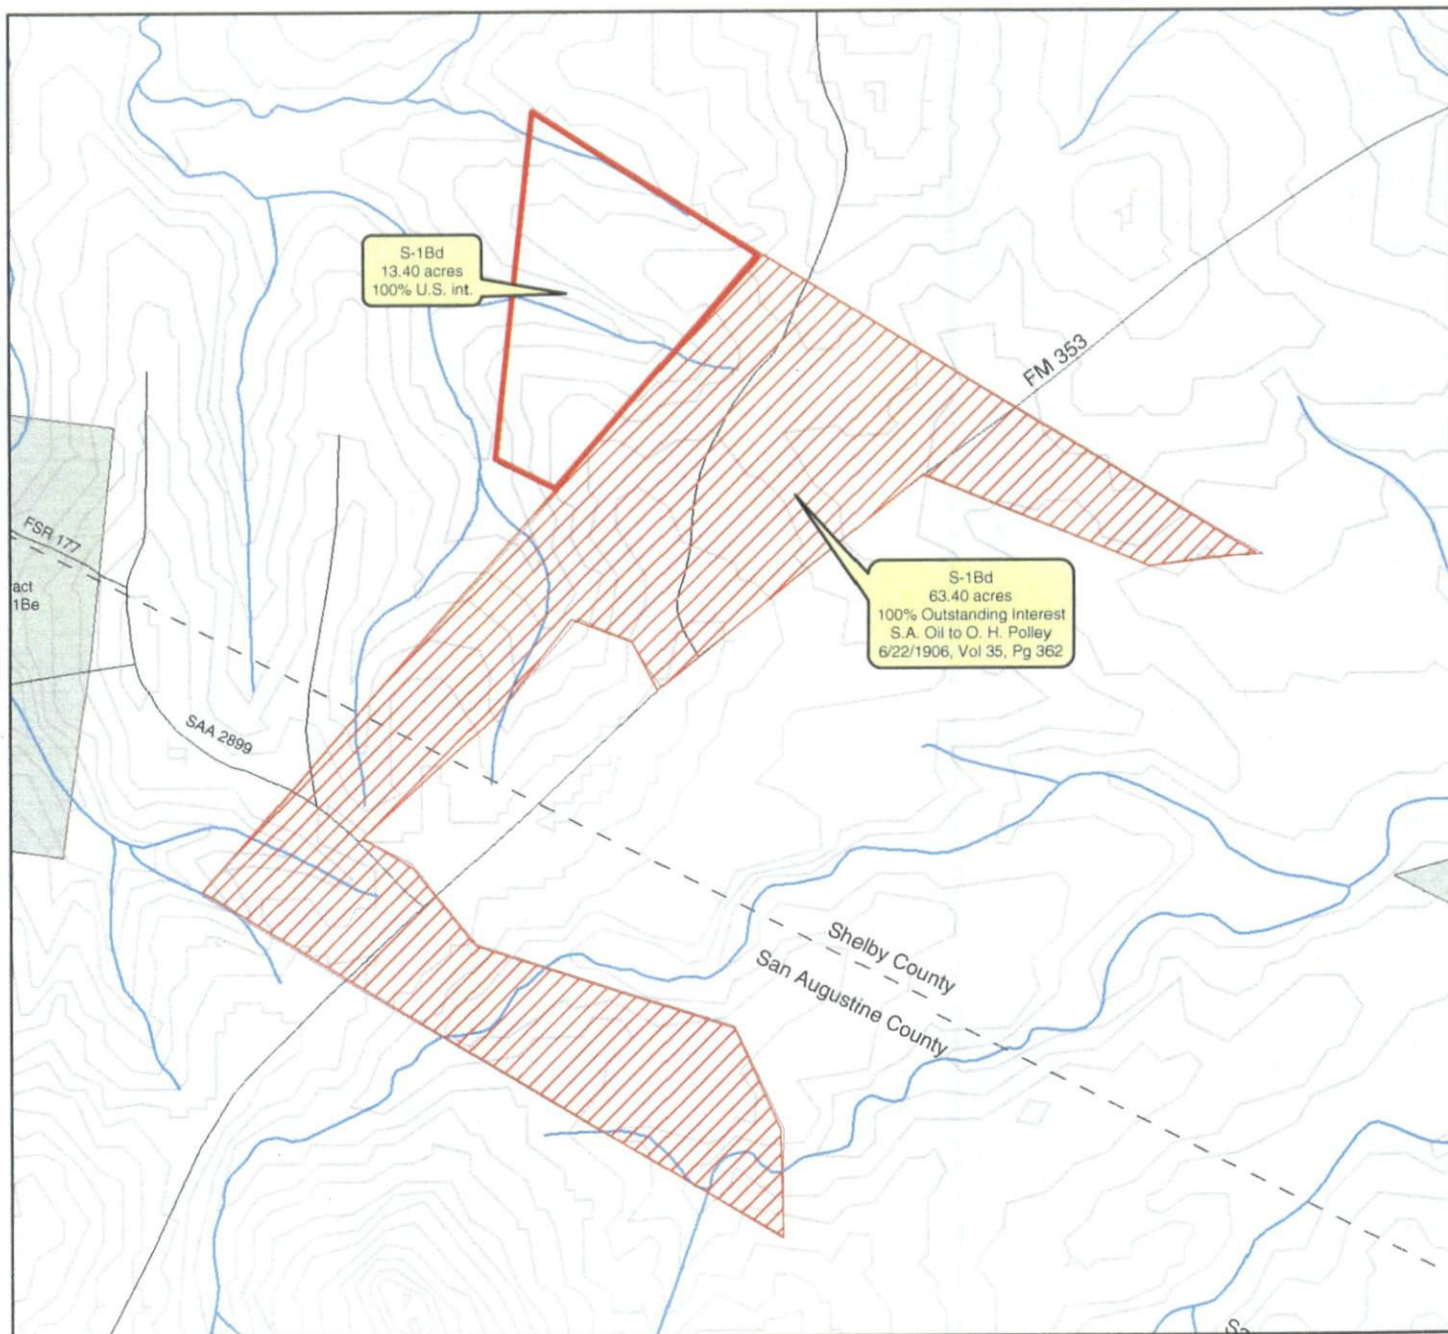 S-1Bd
13.40 acres
100% U.S. int.
FM 353
FSR 177
act
1Be
S-1Bd
63.40 acres
100% Outstanding Interest
S.A. Oil to O. H. Polley
6/22/1906, Vol 35, Pg 362
SAA 2899
Shelby County
San Augustine County